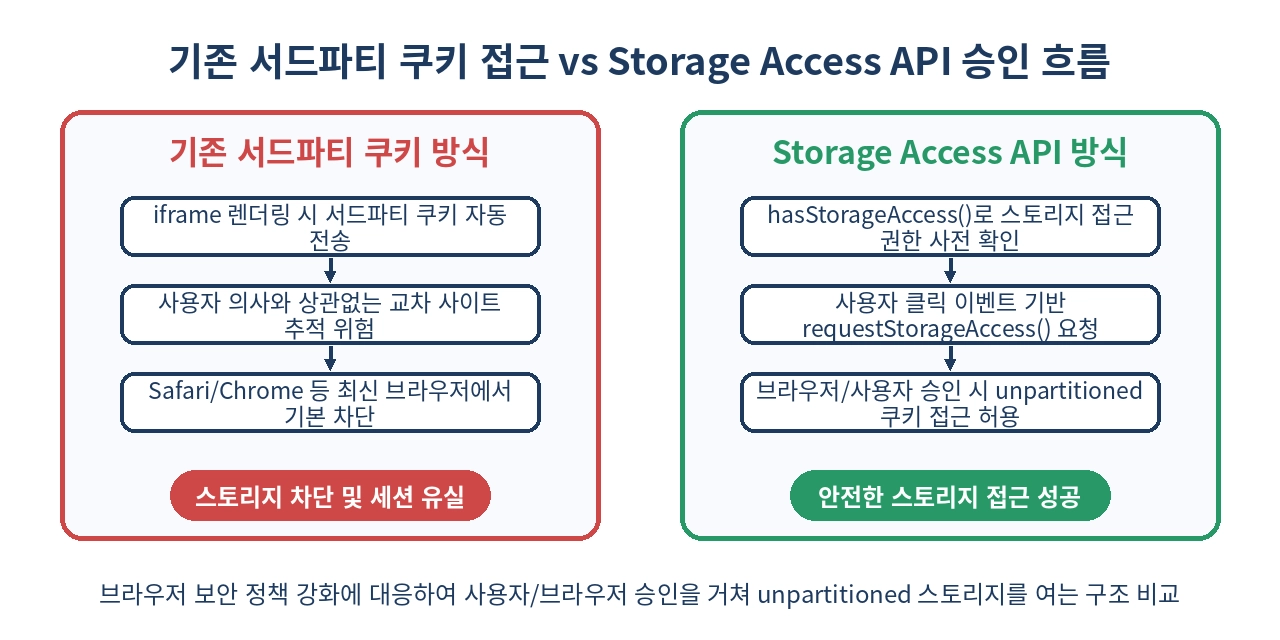 기존 서드파티 쿠키 접근 vs Storage Access API 승인 흐름
기존 서드파티 쿠키 방식
iframe 렌더링 시 서드파티 쿠키 자동
전송
사용자 의사와 상관없는 교차 사이트
추적 위험
Safari/Chrome 등 최신 브라우저에서
기본 차단
스토리지 차단 및 세션 유실
Storage Access API 방식
hasStorageAccess()로 스토리지 접근
권한 사전 확인
사용자 클릭 이벤트 기반
requestStorageAccess() 요청
브라우저/사용자 승인 시 unpartitioned
쿠키 접근 허용
안전한 스토리지 접근 성공
브라우저 보안 정책 강화에 대응하여 사용자/브라우저 승인을 거쳐 unpartitioned 스토리지를 여는 구조 비교